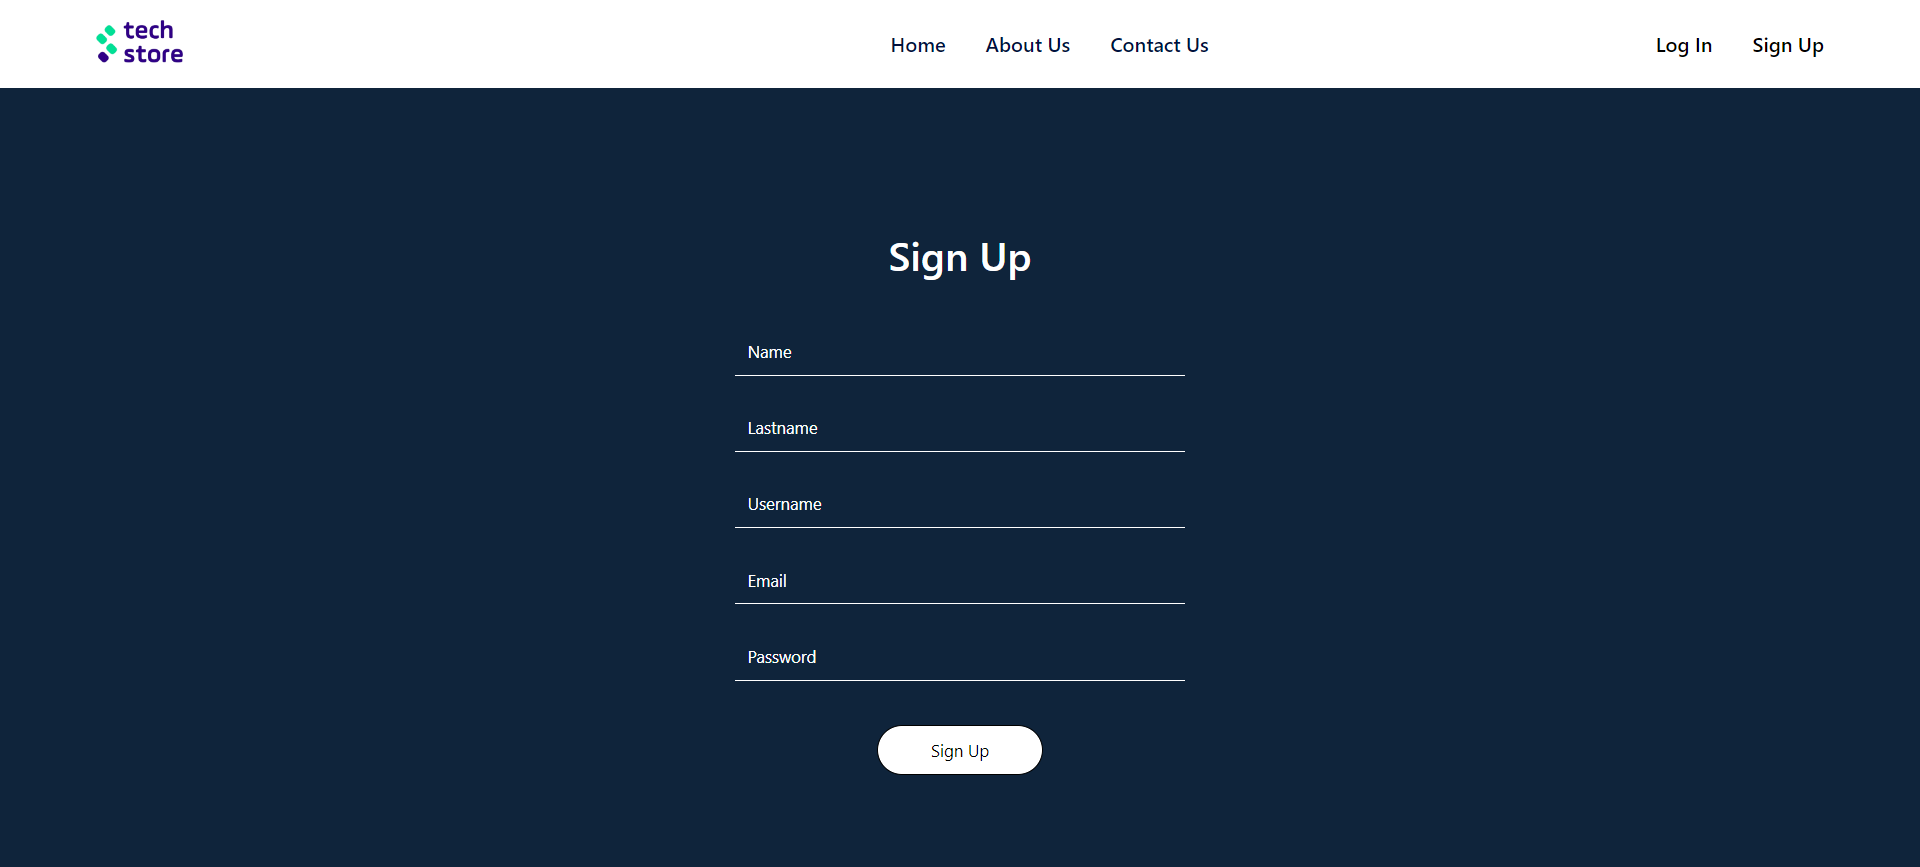 tech
store
Home About Us Contact Us
Log In Sign Up
Sign Up
Name
Lastname
Username
Email
Password
Sign Up